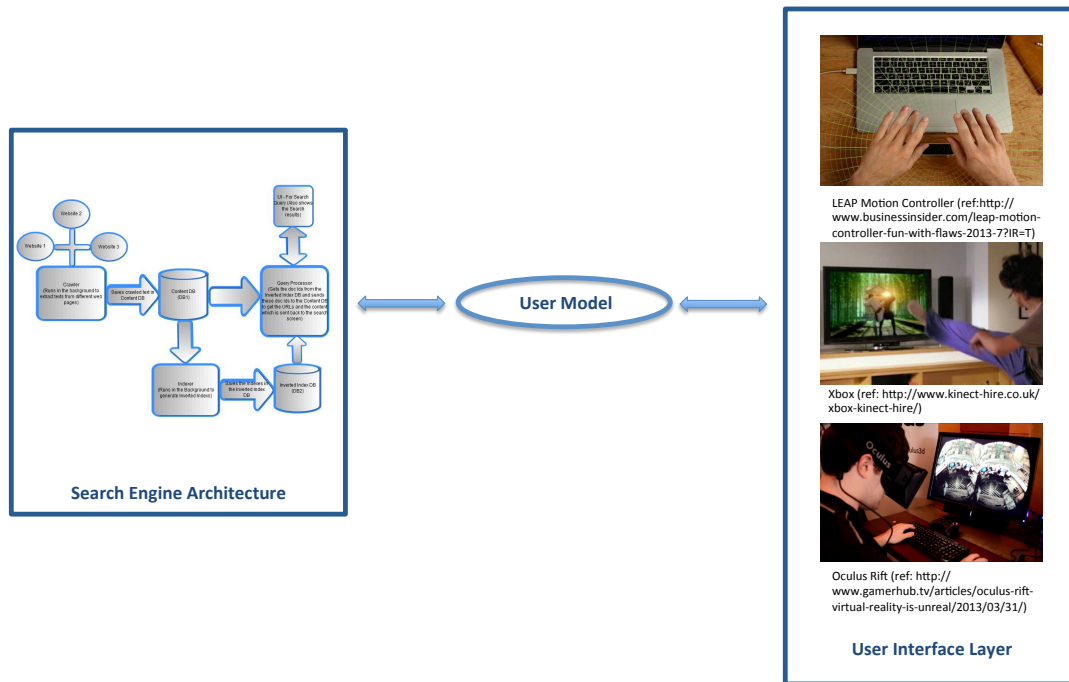 Website 2
Website 1
Website 3
Crawler
(Runs in the background to
extract texts from different web
pages)
Saves crawled text in
Content DB
Content DB
(DB1)
UI - For Search
Query (Also shows
the Search
results)
Query Processor
(Gets the doc ids from the
Inverted Index DB and sends
these doc ids to the Content DB
to get the URLs and the content
which is sent back to the search
screen)
Indexer
(Runs in the Background to
generate Inverted Indexs)
Saves the indexes in
the Inverted Index
DB
Inverted Index DB
(DB2)
Search Engine Architecture
User Model
LEAP Motion Controller (ref:http://
www.businessinsider.com/leap-motion-
controller-fun-with-flaws-2013-7?IR=T)
Xbox (ref: http://www.kinect-hire.co.uk/
xbox-kinect-hire/)
Oculus
Oculus Rift (ref: http://
www.gamerhub.tv/articles/oculus-rift-
virtual-reality-is-unreal/2013/03/31/)
User Interface Layer